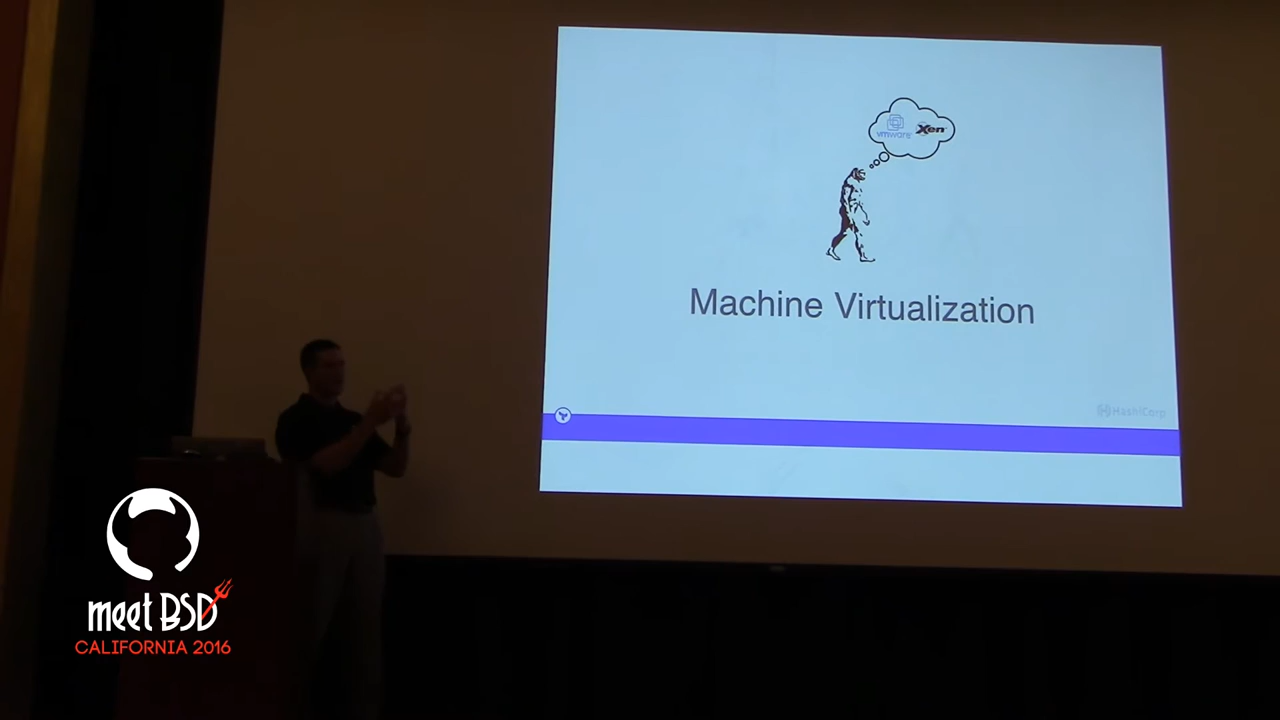 vmware Xen
Machine Virtualization
HashiCorp
meet BSD
CALIFORNIA 2016